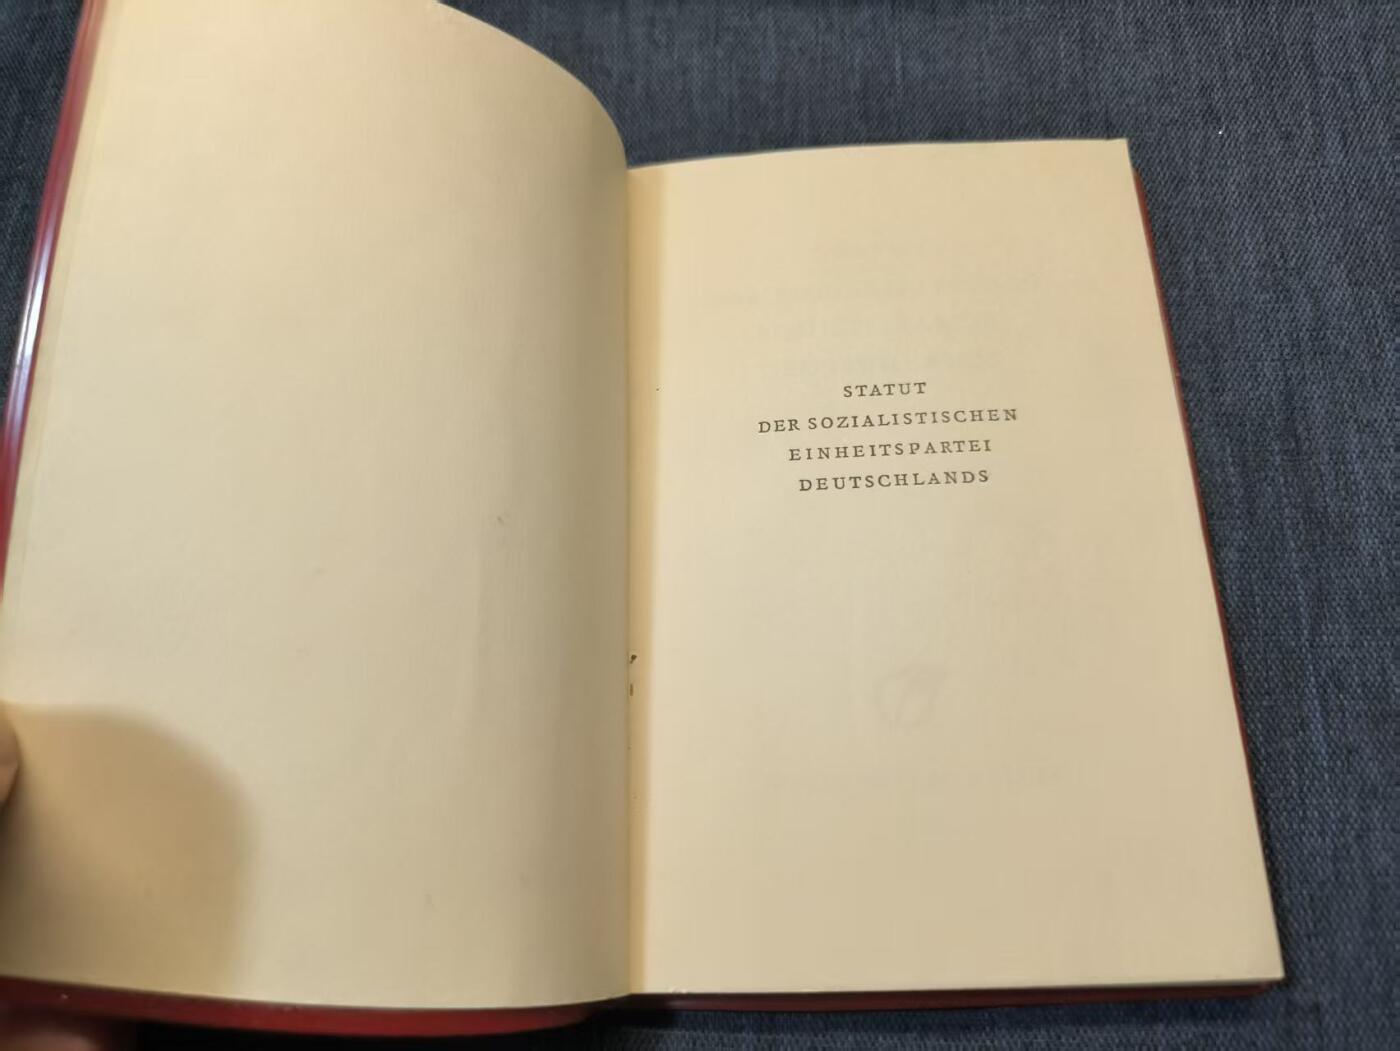 STATUT
DER SOZIALISTISCHEN
EINHEITSPARTEI
DEUTSCHLANDS